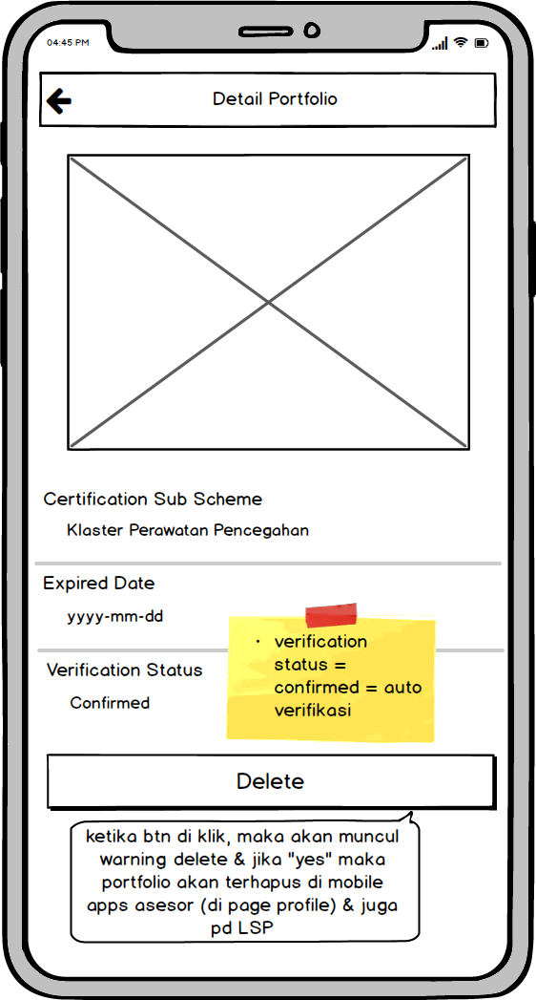 04:45 PM
Detail Portfolio
Certification Sub Scheme
Klaster Perawatan Pencegahan
Expired Date
yyyy-mm-dd
Verification Status
Confirmed
• verification
status =
confirmed = auto
verifikasi
Delete
ketika btn di klik, maka akan muncul
warning delete & jika "yes" maka
portfolio akan terhapus di mobile
apps asesor (di page profile) & juga
pd LSP